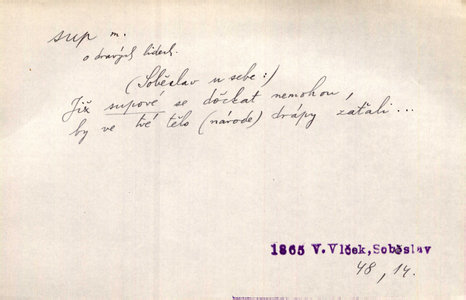 sup m.
o dravých lidech.
(Soběslav u sebe:)
Již supové se dočkat nemohou,
by ve tvé tělo (národe) drápy zaťali...
1865 V. Vlček, Soběslav
48, 14.